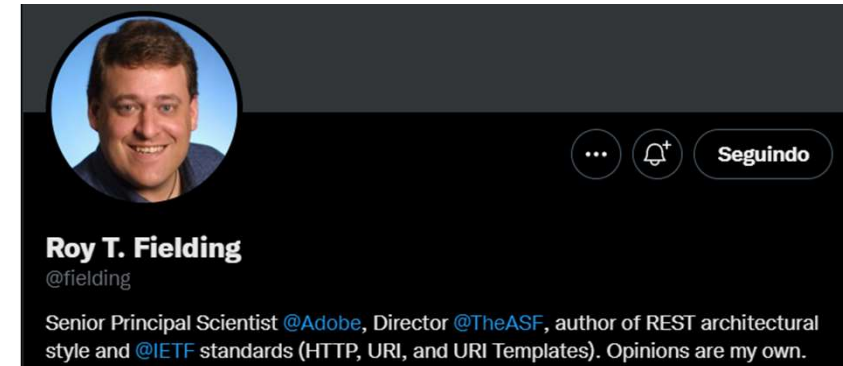 Seguindo
Roy T. Fielding
@fielding
Senior Principal Scientist @Adobe, Director @TheASF, author of REST architectural
style and @IETF standards (HTTP, URI, and URI Templates). Opinions are my own.